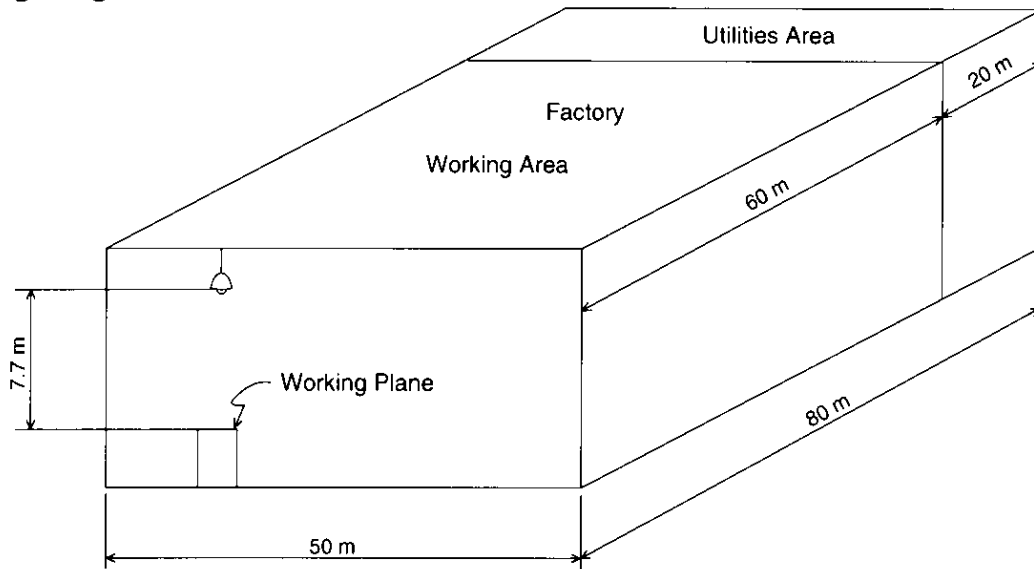 Utilities Area
20 m
Factory
Working Area
60 m
7.7 m
Working Plane
80 m
50 m